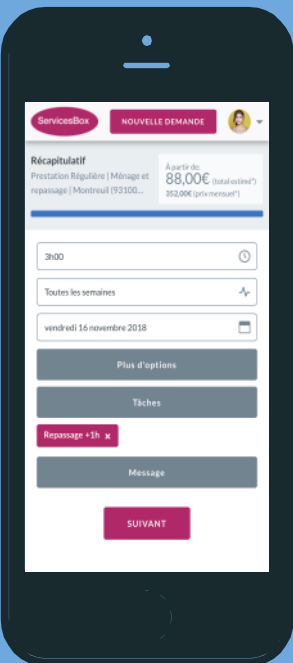 ServicesBox
NOUVELLE DEMANDE
Récapitulatif
Prestation Régulière | Ménage et
repassage | Montreuil (93100...
À partir de:
88,00€ (total estimé*)
352,00€ (prix mensuel*)
3h00
Toutes les semaines
vendredi 16 novembre 2018
Plus d'options
Tâches
Repassage +1h x
Message
SUIVANT